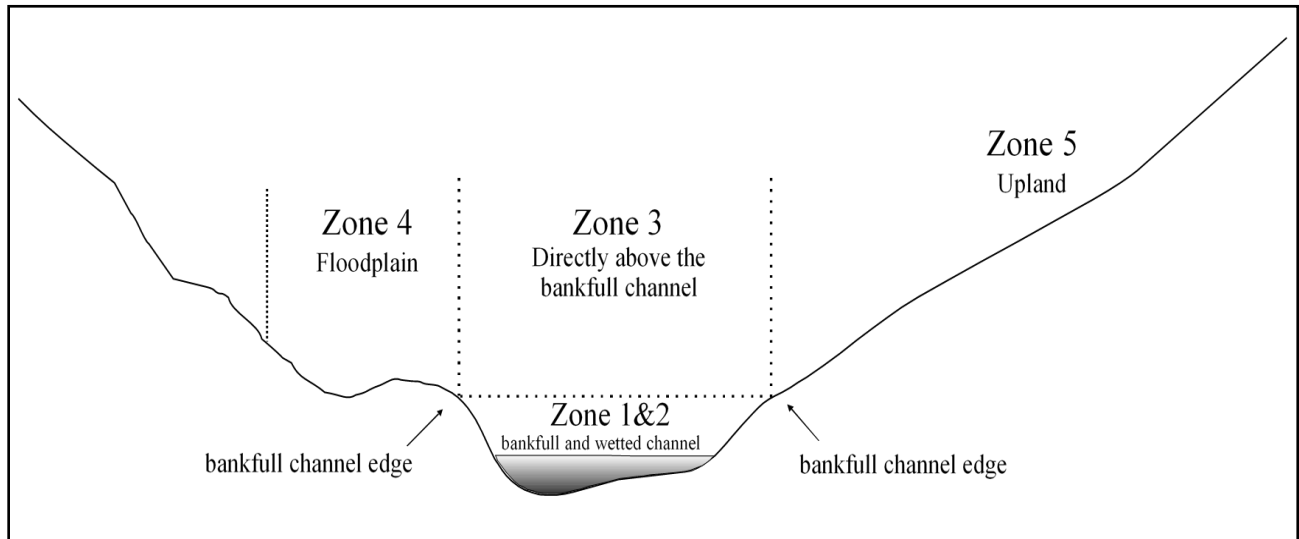 Zone 5
Upland
Zone 4
Floodplain
Zone 3
Directly above the
bankfull channel
Zone 1&2
bankfull and wetted channel
bankfull channel edge
bankfull channel edge